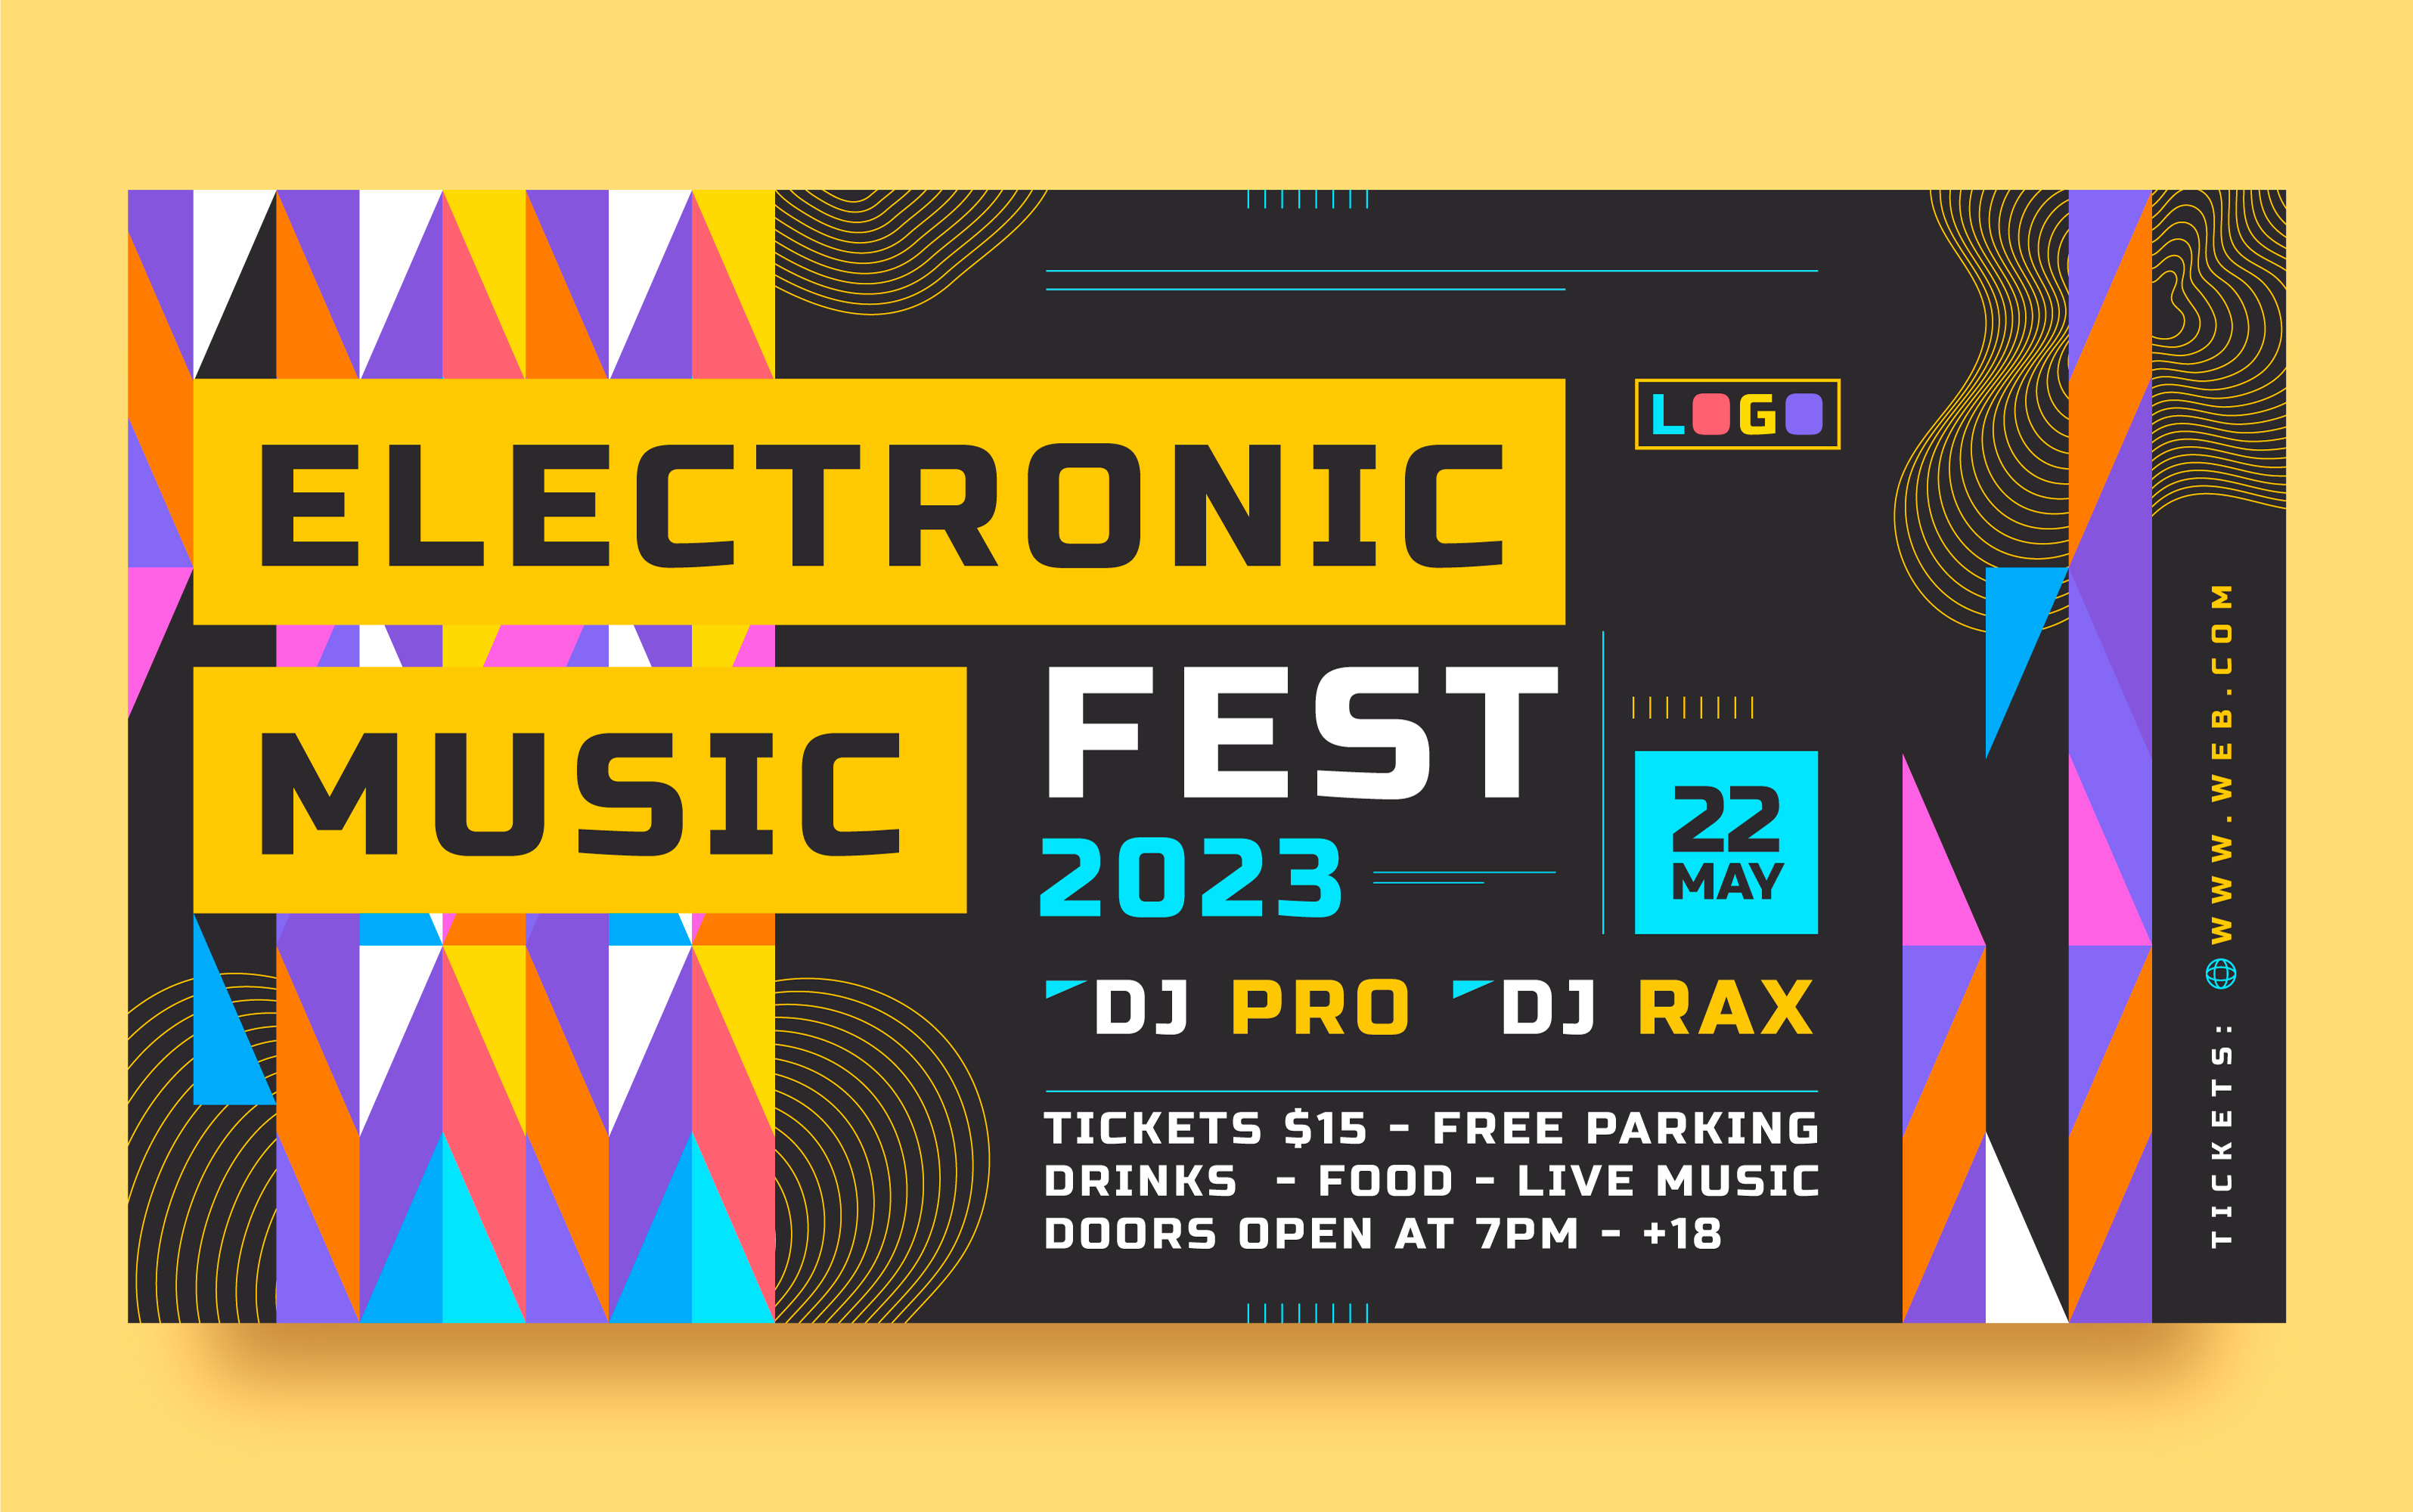 ELECTRONIC
LOGO
MUSIC
FEST
2023
22
MAY
DJ PRO DJ RAX
TICKETS $15 - FREE PARKING
DRINKS - FOOD - LIVE MUSIC
DOORS OPEN AT 7PM - +18
TICKETS: WWW.WEB.COM